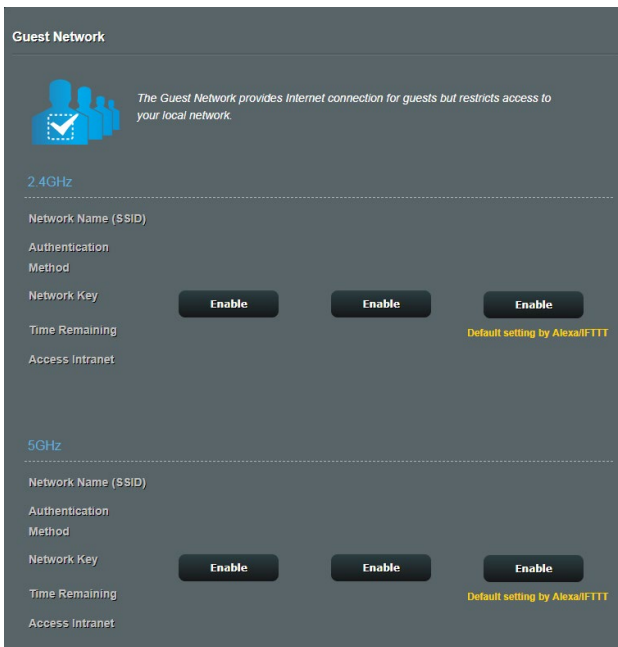 Guest Network
The Guest Network provides Internet connection for guests but restricts access to
your local network.
2.4GHz
Network Name (SSID)
Authentication
Method
Network Key
Enable Enable Enable
Time Remaining
Default setting by Alexa/IFTTT
Access Intranet
5GHz
Network Name (SSID)
Authentication
Method
Network Key
Enable Enable Enable
Time Remaining
Default setting by Alexa/IFTTT
Access Intranet